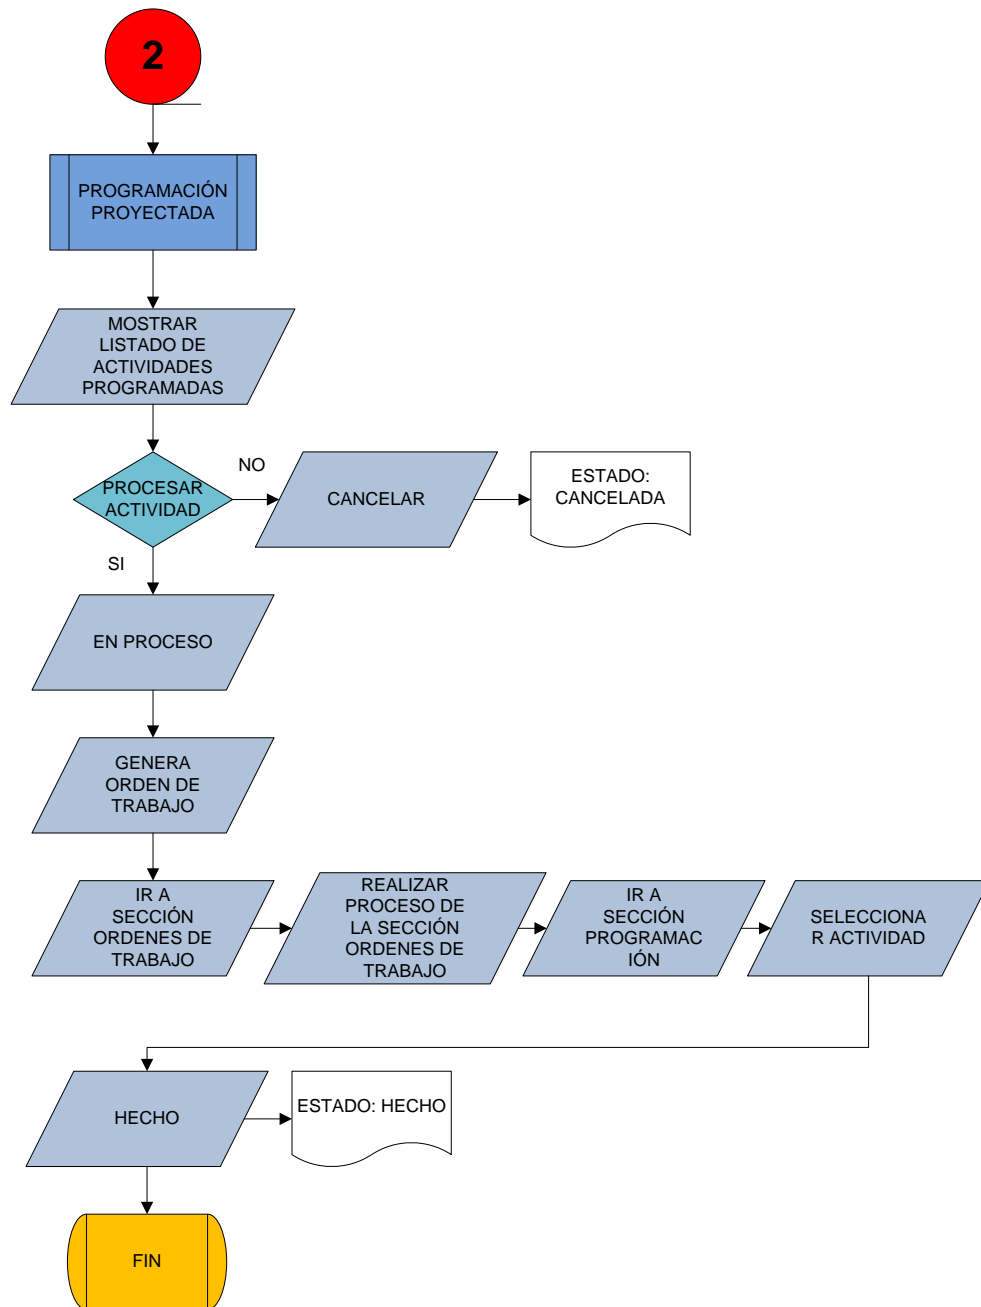 2
PROGRAMACIÓN
PROYECTADA
MOSTRAR
LISTADO DE
ACTIVIDADES
PROGRAMADAS
PROCESAR
ACTIVIDAD
NO
CANCELAR
ESTADO:
CANCELADA
SI
EN PROCESO
GENERA
ORDEN DE
TRABAJO
IR A
SECCIÓN
ORDENES DE
TRABAJO
REALIZAR
PROCESO DE
LA SECCIÓN
ORDENES DE
TRABAJO
IR A
SECCIÓN
PROGRAMAC
IÓN
SELECCIONA
R ACTIVIDAD
HECHO
ESTADO: HECHO
FIN